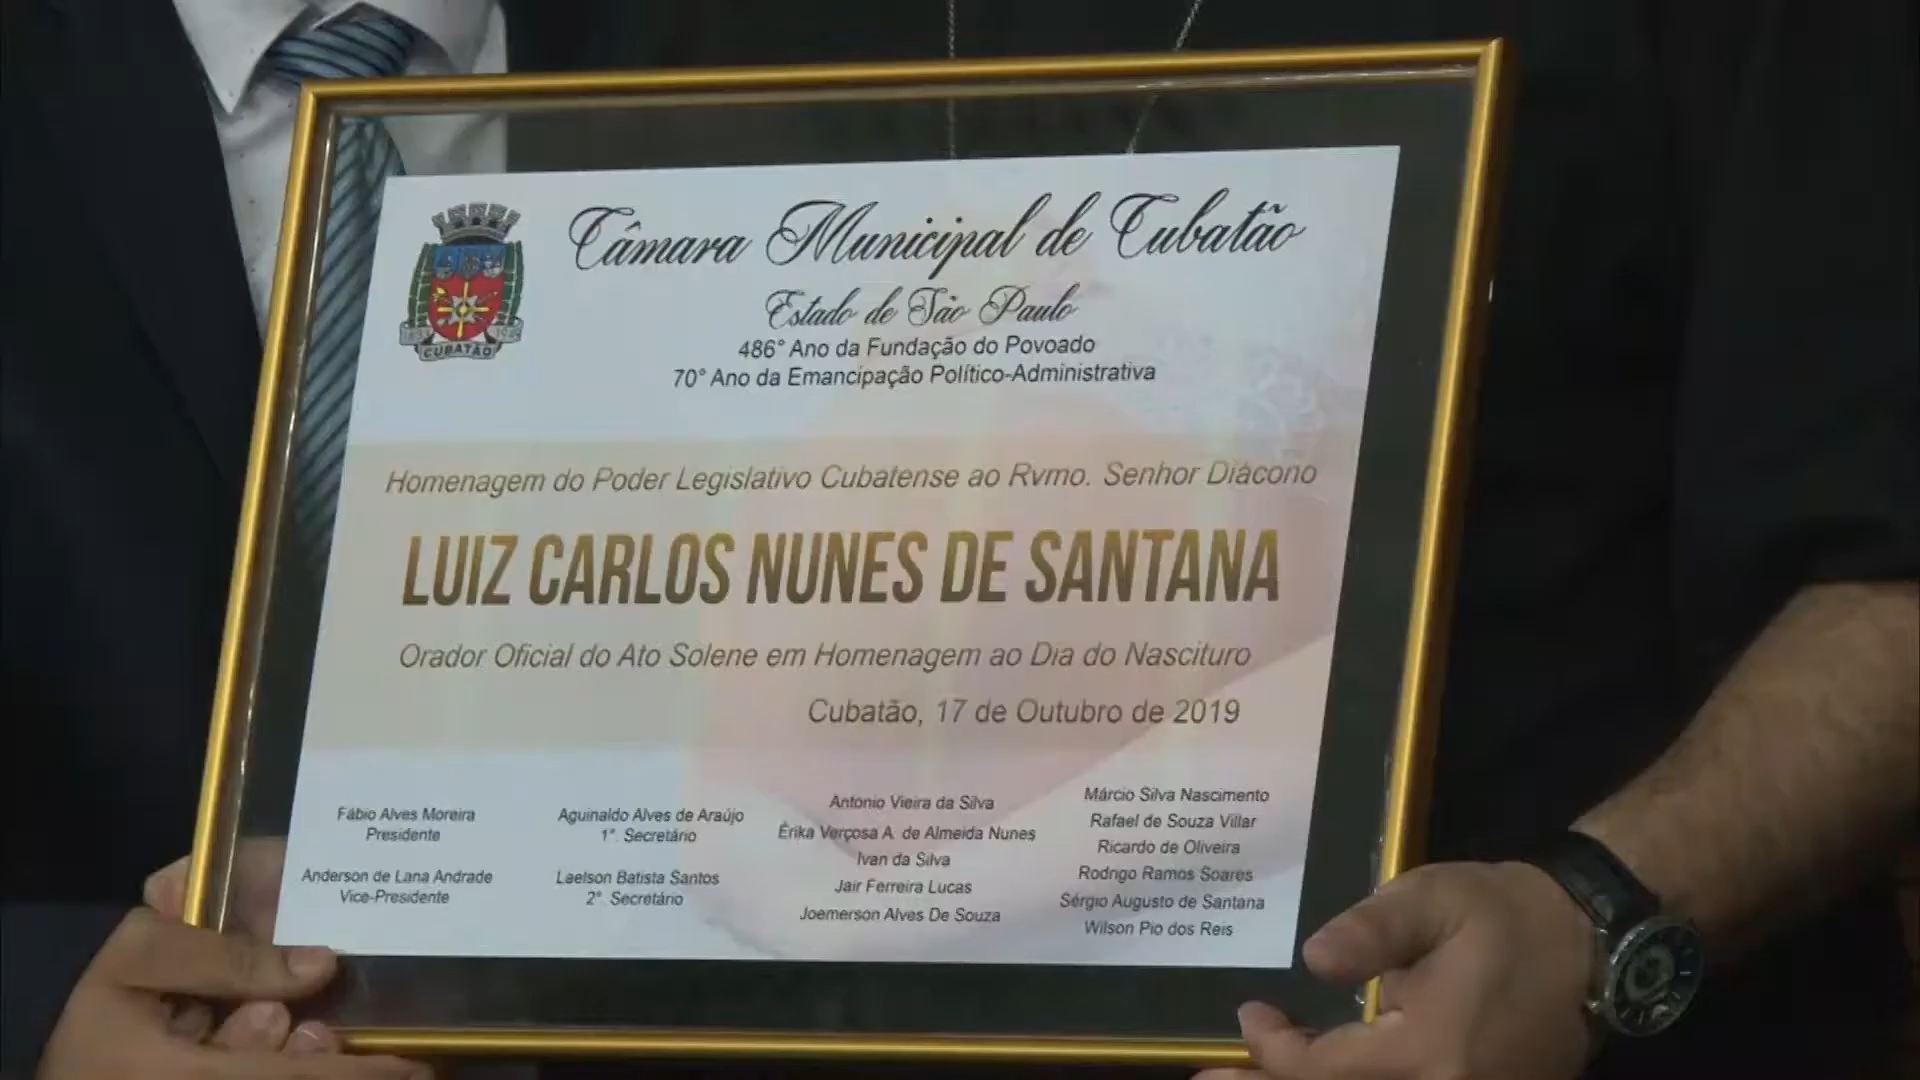 Câmara Municipal de Cubatão
Estado de São Paulo
486° Ano da Fundação do Povoado
70° Ano da Emancipação Político-Administrativa
CUBATÃO
Homenagem do Poder Legislativo Cubatense ao Rvmo. Senhor Diácono
LUIZ CARLOS NUNES DE SANTANA
Orador Oficial do Ato Solene em Homenagem ao Dia do Nascituro
Cubatão, 17 de Outubro de 2019
Fábio Alves Moreira
Presidente
Anderson de Lana Andrade
Vice-Presidente
Aguinaldo Alves de Araújo
1°. Secretário
Laelson Batista Santos
2°. Secretário
Antonio Vieira da Silva
Érika Verçosa A. de Almeida Nunes
Ivan da Silva
Jair Ferreira Lucas
Joemerson Alves De Souza
Márcio Silva Nascimento
Rafael de Souza Villar
Ricardo de Oliveira
Rodrigo Ramos Soares
Sérgio Augusto de Santana
Wilson Pio dos Reis